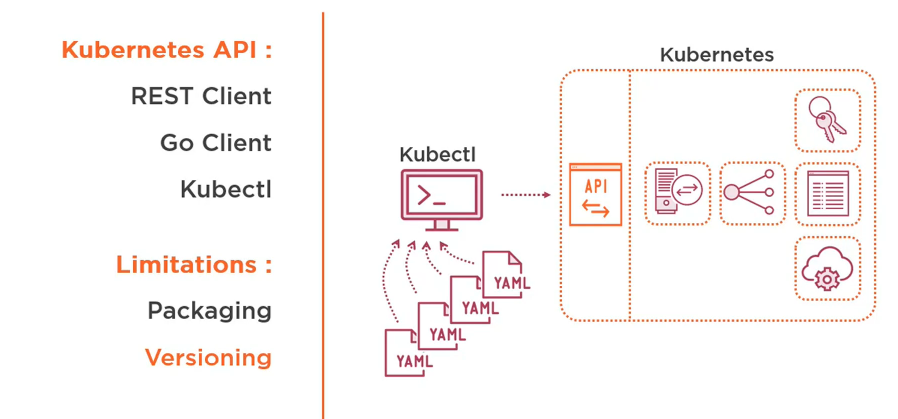 Kubernetes API :
REST Client
Go Client
Kubectl
Limitations :
Packaging
Versioning
Kubernetes
Kubectl
API
YAML
YAML
YAML
YAML